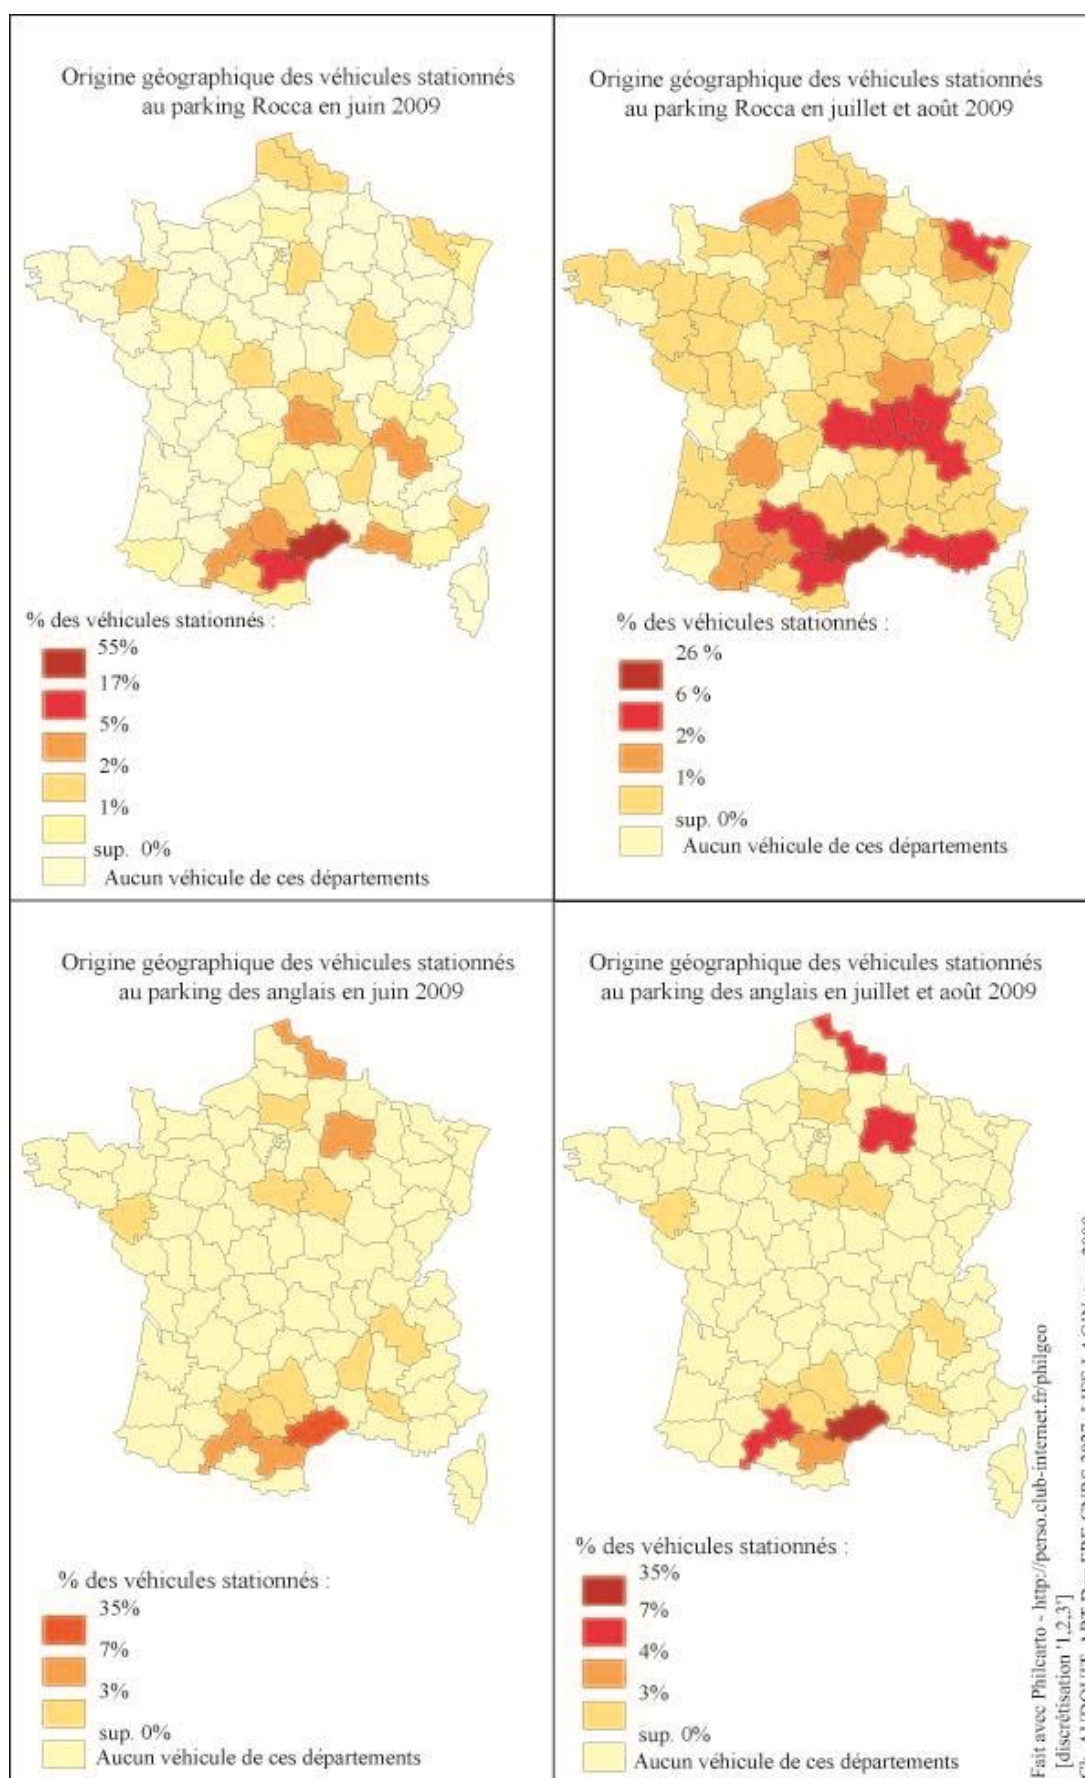 Origine géographique des véhicules stationnés
au parking Rocca en juin 2009
% des véhicules stationnés :
55%
17%
5%
2%
1%
sup. 0%
Aucun véhicule de ces départements
Origine géographique des véhicules stationnés
au parking Rocca en juillet et août 2009
% des véhicules stationnés :
26 %
6 %
2%
1%
sup. 0%
Aucun véhicule de ces départements
Origine géographique des véhicules stationnés
au parking des anglais en juin 2009
% des véhicules stationnés :
35%
7%
3%
sup. 0%
Aucun véhicule de ces départements
Origine géographique des véhicules stationnés
au parking des anglais en juillet et août 2009
% des véhicules stationnés :
35%
7%
4%
3%
sup. 0%
Aucun véhicule de ces départements
Fait avec Philcarto - http://perso.club-internet.fr/philgeo
[discrétisation '1,2,3']